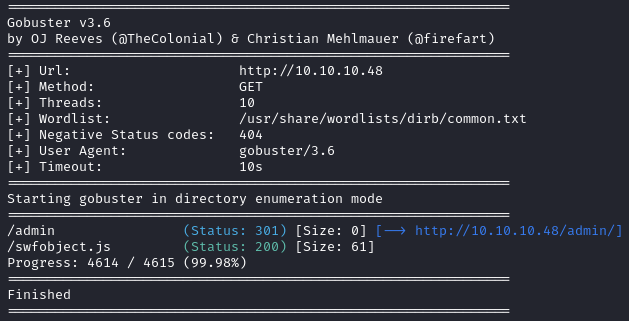 ===============================================================
Gobuster v3.6
by OJ Reeves (@TheColonial) & Christian Mehlmauer (@firefart)
===============================================================
[+] Url:                     http://10.10.10.48
[+] Method:                  GET
[+] Threads:                 10
[+] Wordlist:                /usr/share/wordlists/dirb/common.txt
[+] Negative Status codes:   404
[+] User Agent:              gobuster/3.6
[+] Timeout:                 10s
===============================================================
Starting gobuster in directory enumeration mode
===============================================================
/admin                (Status: 301) [Size: 0] [--> http://10.10.10.48/admin/]
/swfobject.js         (Status: 200) [Size: 61]
Progress: 4614 / 4615 (99.98%)
===============================================================
Finished
===============================================================